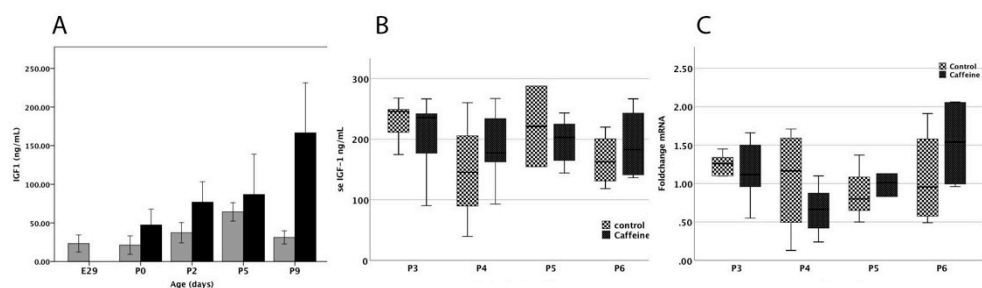 A
IGF1 (ng/mL)
250.00
200.00
150.00
100.00
50.00
0.00
E29 P0 P2 P5 P9
Age (days)
B
se IGF-1 ng/mL
300
200
100
0
control
Caffeine
P3 P4 P5 P6
C
Foldchange mRNA
Control
Caffeine
2.50
2.00
1.50
1.00
.50
.00
P3 P4 P5 P6